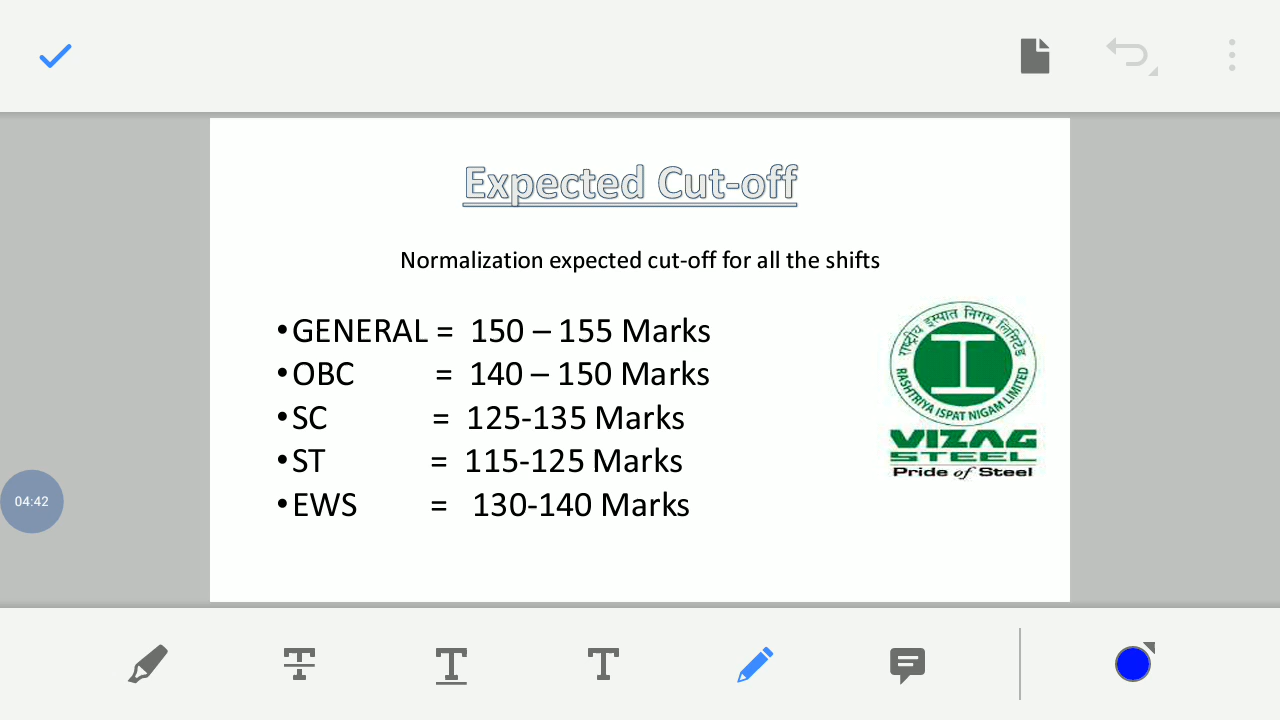 Expected Cut-off
Normalization expected cut-off for all the shifts
•GENERAL = 150 – 155 Marks
•OBC = 140 – 150 Marks
•SC = 125-135 Marks
•ST = 115-125 Marks
•EWS = 130-140 Marks
राष्ट्रीय इस्पात निगम लिमिटेड
RASHTRIYA ISPAT NIGAM LIMITED
VIZAG
STEEL
Pride of Steel
04:42
T
T
T